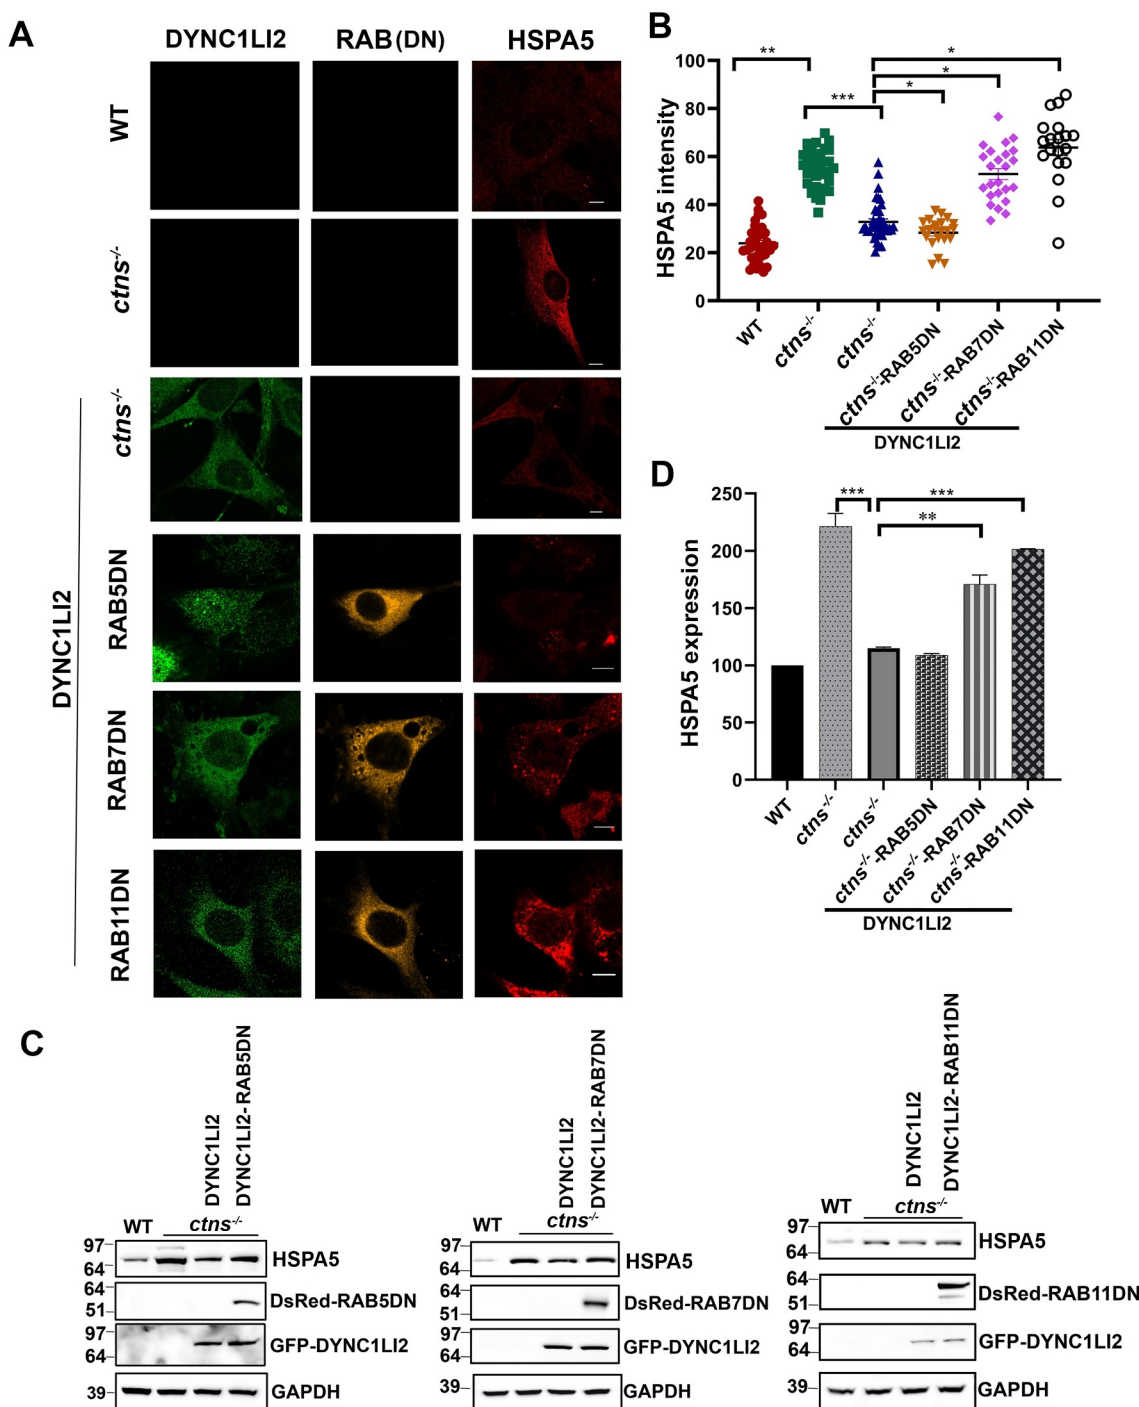 A
DYNC1LI2 RAB(DN) HSPA5
WT
ctns-/-
ctns-/-
RAB5DN
RAB7DN
RAB11DN
DYNC1LI2
B
HSPA5 intensity
100
80
60
40
20
0
** *** * * *
WT
ctns-/-
ctns-/-
ctns-/-RAB5DN
ctns-/-RAB7DN
ctns-/-RAB11DN
DYNC1LI2
D
HSPA5 expression
250
200
150
100
50
0
*** ** ***
WT
ctns-/-
ctns-/-
ctns-/-RAB5DN
ctns-/-RAB7DN
ctns-/-RAB11DN
DYNC1LI2
C
DYNC1LI2
DYNC1LI2-RAB5DN
WT ctns-/-
97
64
HSPA5
64
51
DsRed-RAB5DN
97
64
GFP-DYNC1LI2
39
GAPDH
DYNC1LI2
DYNC1LI2-RAB7DN
WT ctns-/-
97
64
HSPA5
64
51
DsRed-RAB7DN
97
64
GFP-DYNC1LI2
39
GAPDH
DYNC1LI2
DYNC1LI2-RAB11DN
WT ctns-/-
97
64
HSPA5
64
51
DsRed-RAB11DN
97
64
GFP-DYNC1LI2
39
GAPDH